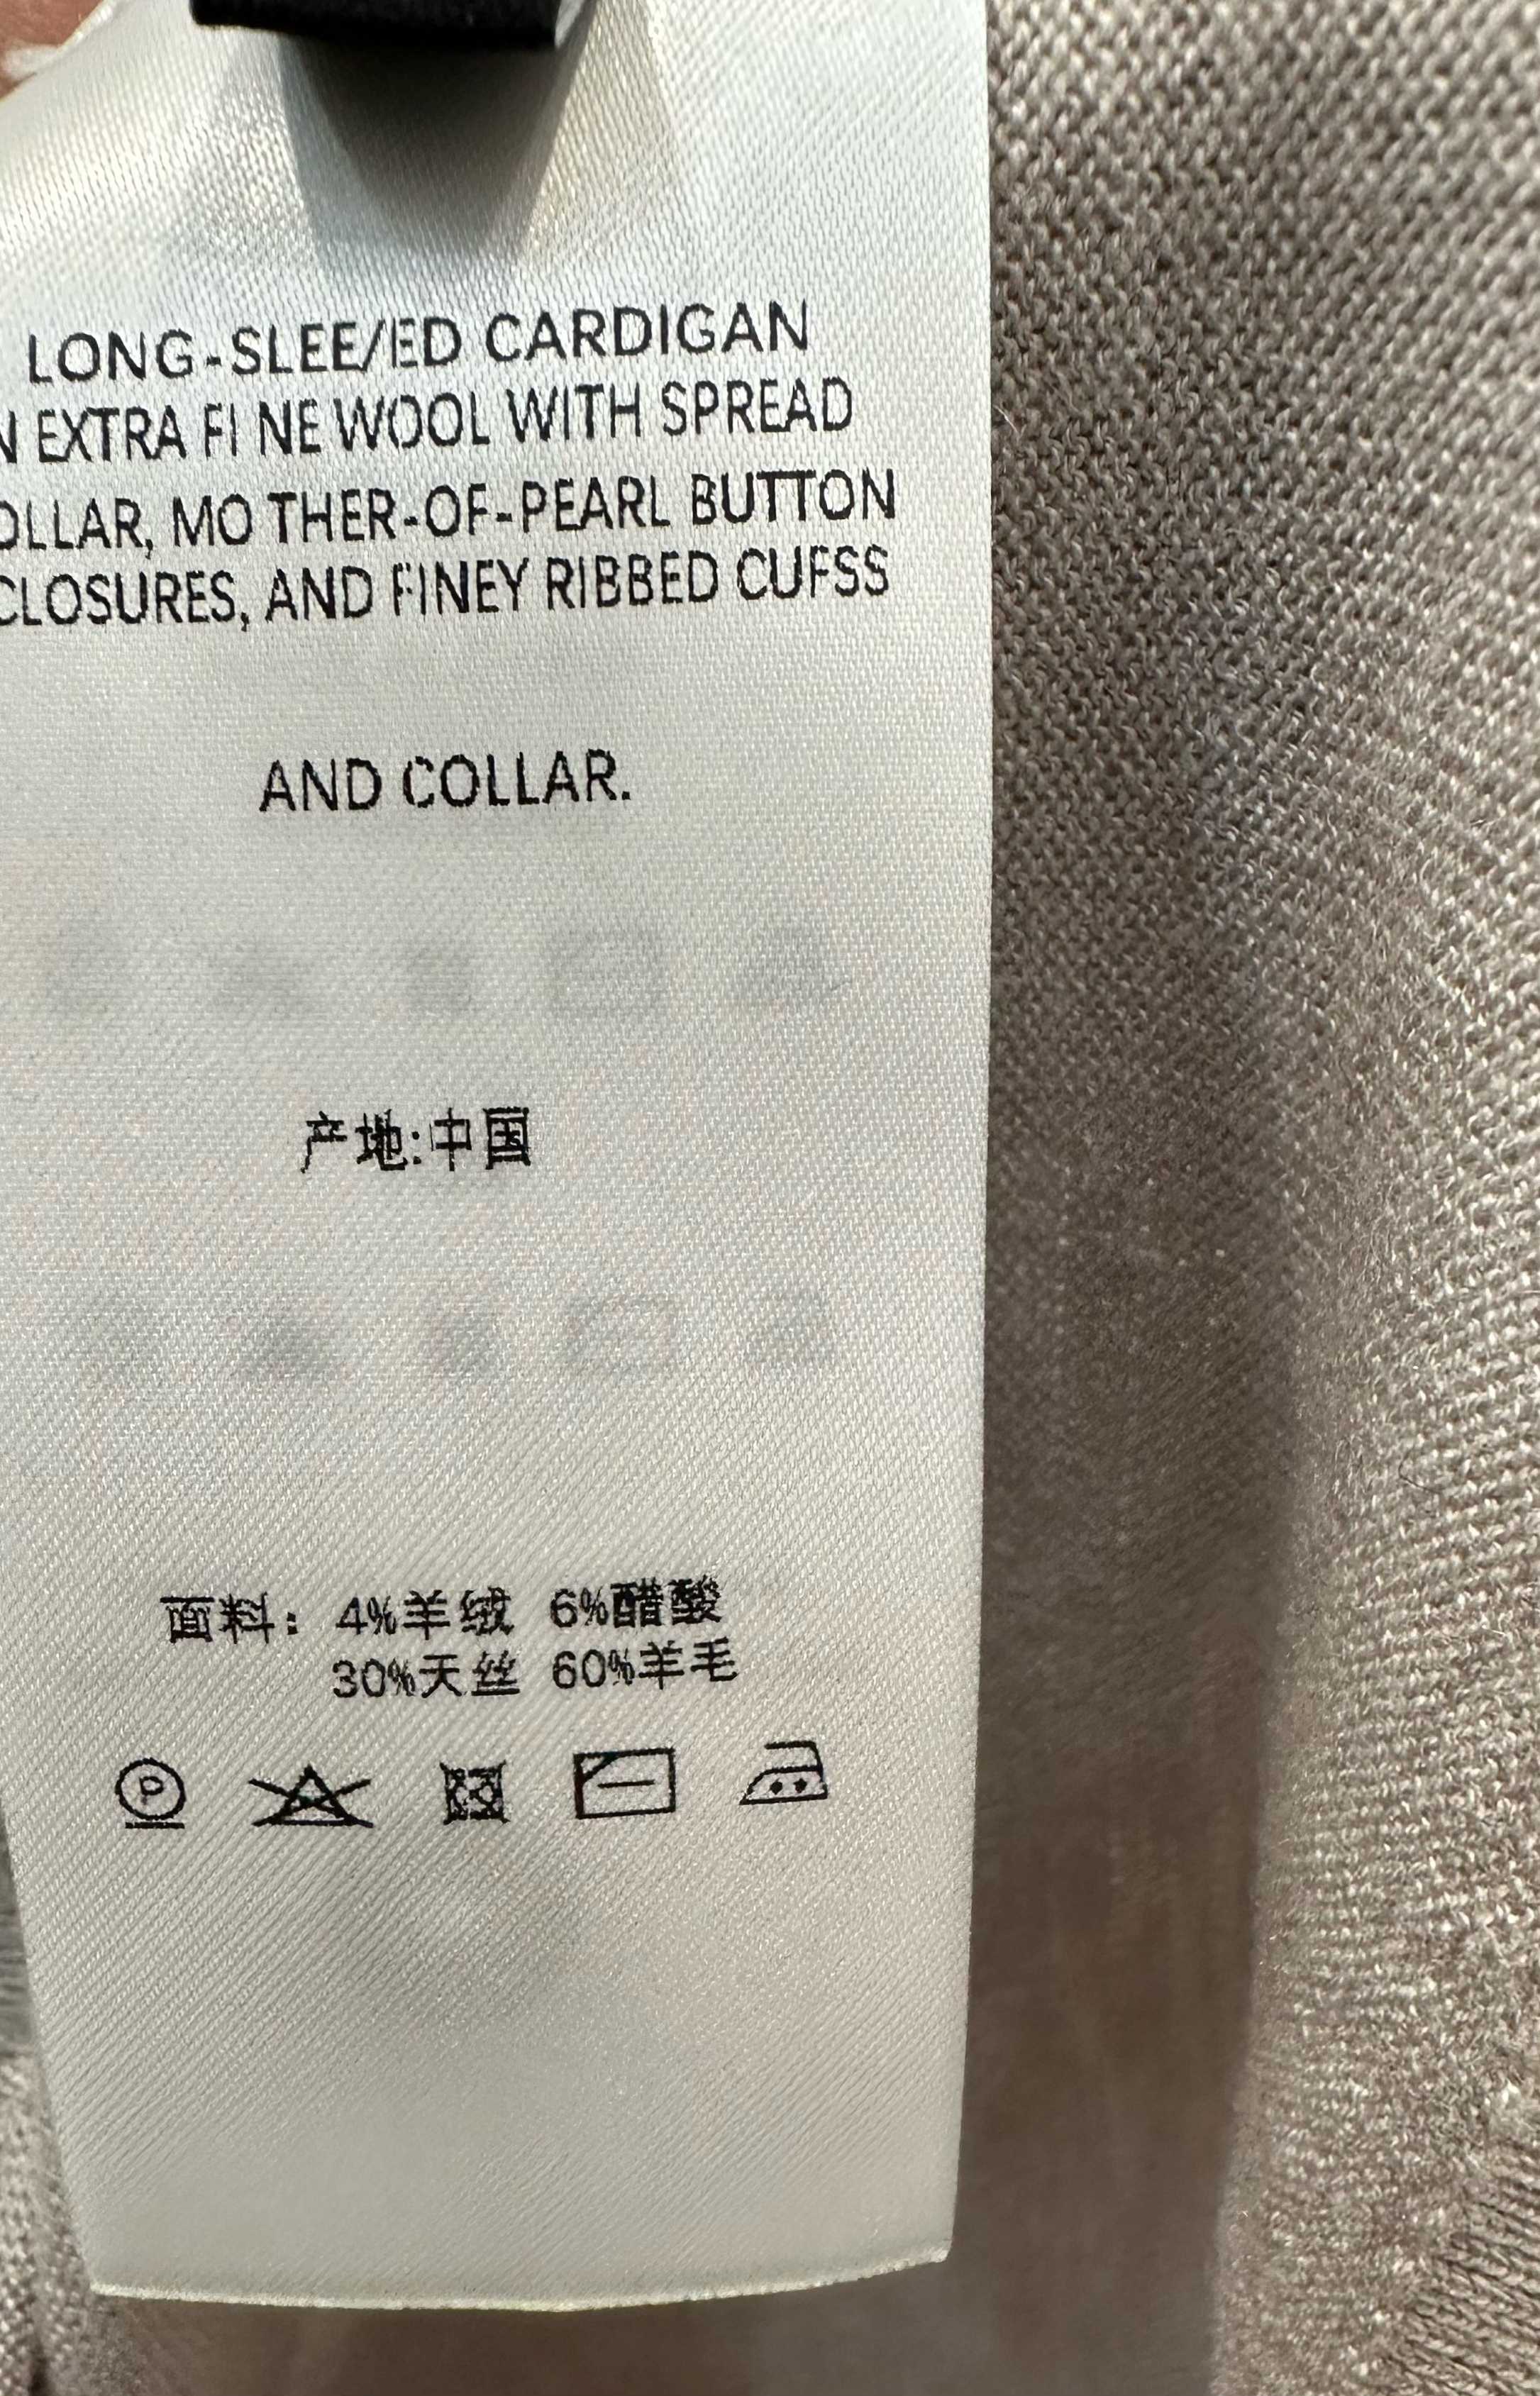 LONG-SLEE/ED CARDIGAN
N EXTRA FI NE WOOL WITH SPREAD
OLLAR, MO THER-OF-PEARL BUTTON
CLOSURES, AND FINEY RIBBED CUFSS
AND COLLAR.
产地:中国
面料: 4%羊绒 6%醋酸
30%天丝 60%羊毛
P